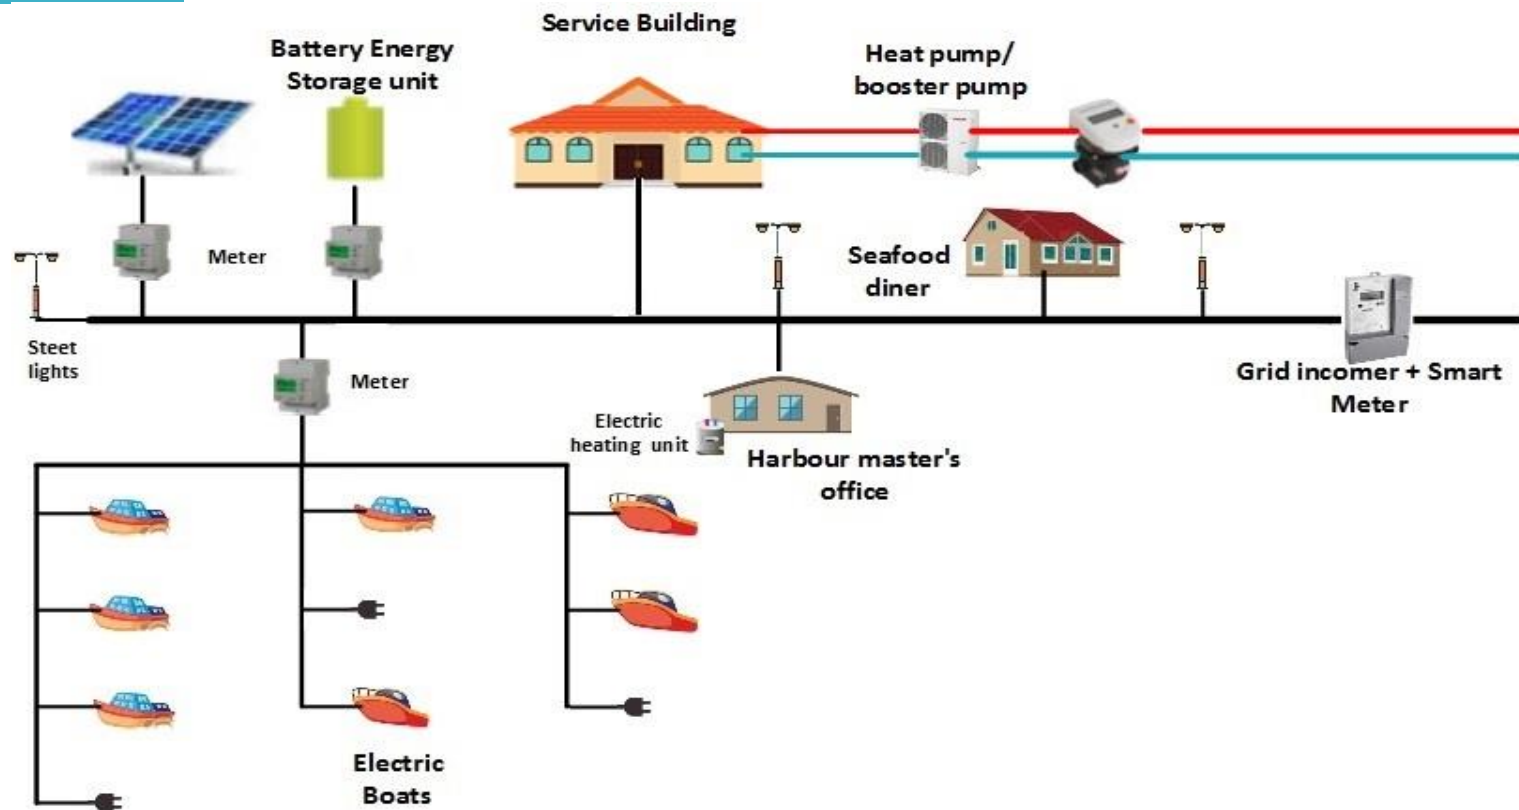 Service Building
Battery Energy
Storage unit
Heat pump/
booster pump
Meter
Seafood
diner
Steet
lights
Meter
Grid incomer + Smart
Meter
Electric
heating unit
Harbour master's
office
Electric
Boats